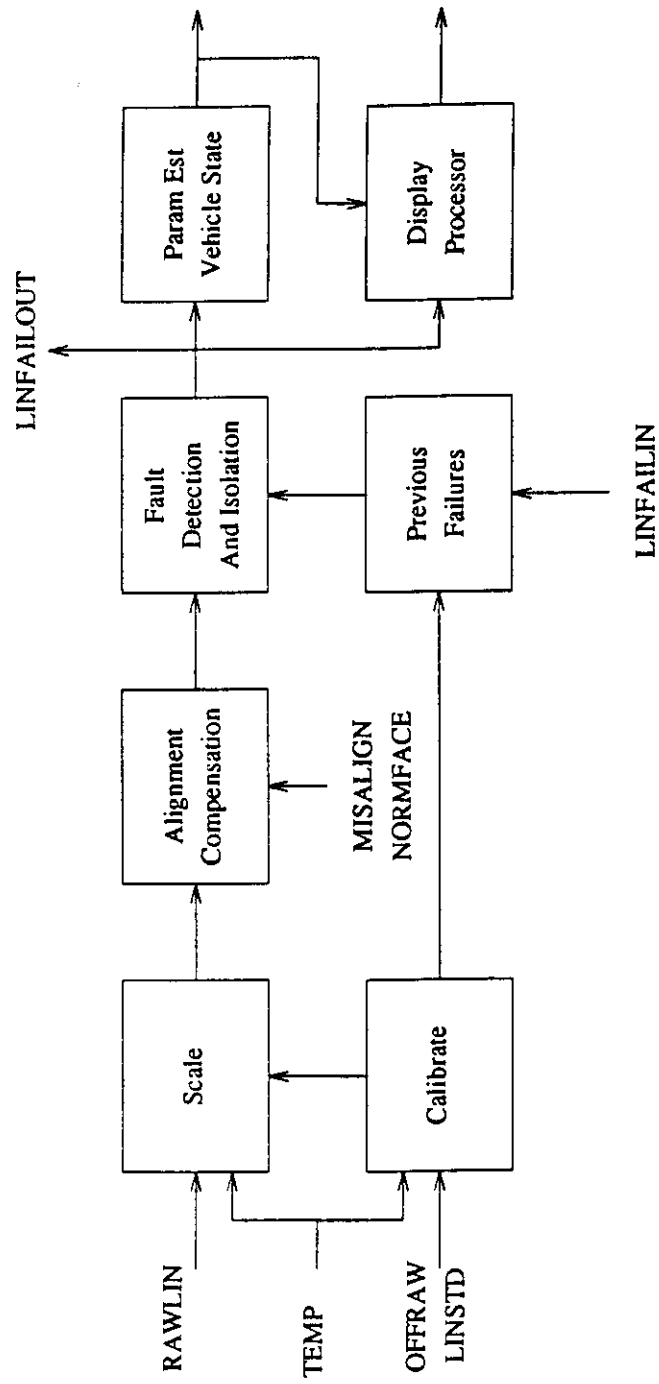 LINFAILOUT
RAWLIN
Scale
Alignment
Compensation
Fault
Detection
And Isolation
Param Est
Vehicle State
TEMP
MISALIGN
NORMFACE
OFFRAW
LINSTD
Calibrate
Previous
Failures
Display
Processor
LINFAILIN